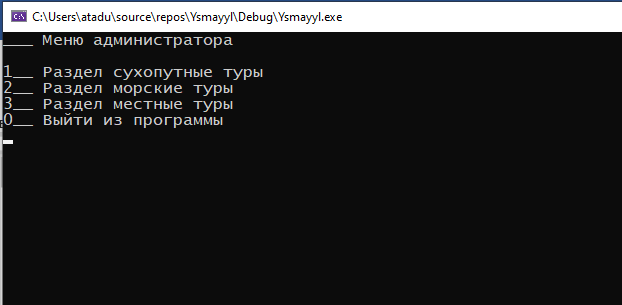 C:\Users\atadu\source\repos\Ysmayyl\Debug\Ysmayyl.exe
___ Меню администратора
1__ Раздел сухопутные туры
2__ Раздел морские туры
3__ Раздел местные туры
0__ Выйти из программы